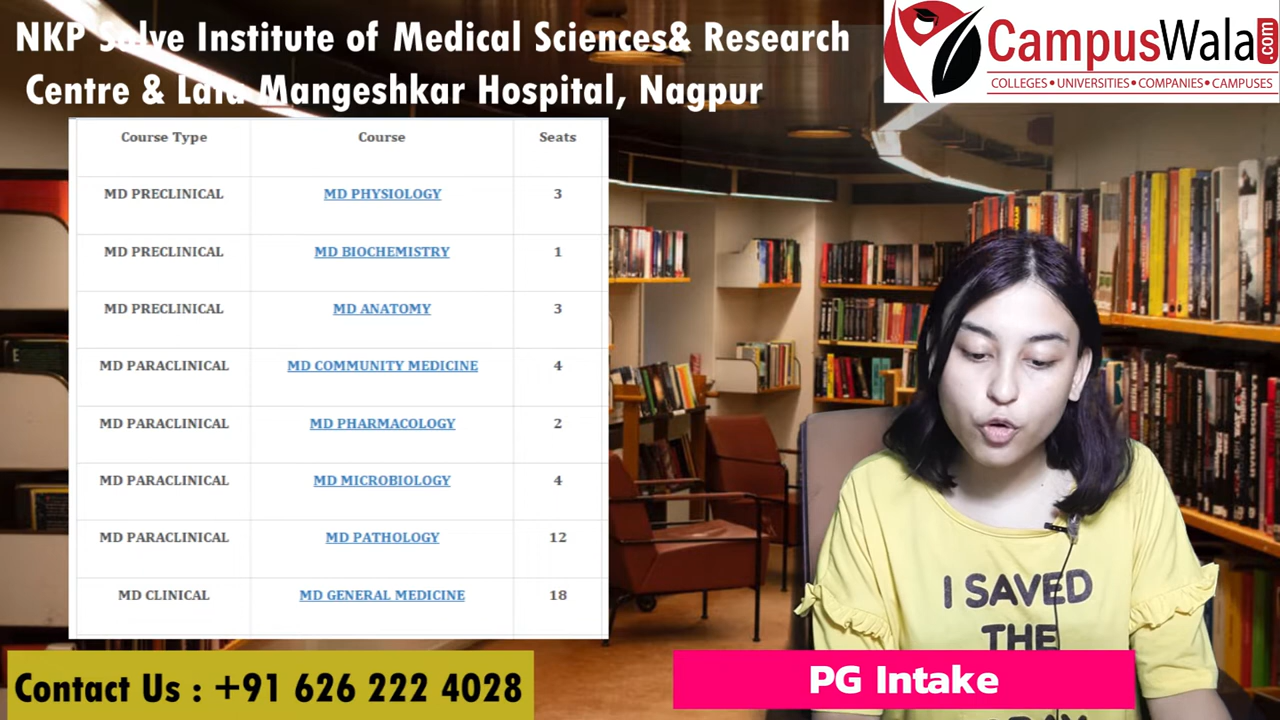 NKP Salve Institute of Medical Sciences& Research
Centre & Lata Mangeshkar Hospital, Nagpur
CampusWala.com
COLLEGES • UNIVERSITIES • COMPANIES • CAMPUSES
Course Type Course Seats
MD PRECLINICAL MD PHYSIOLOGY 3
MD PRECLINICAL MD BIOCHEMISTRY 1
MD PRECLINICAL MD ANATOMY 3
MD PARACLINICAL MD COMMUNITY MEDICINE 4
MD PARACLINICAL MD PHARMACOLOGY 2
MD PARACLINICAL MD MICROBIOLOGY 4
MD PARACLINICAL MD PATHOLOGY 12
MD CLINICAL MD GENERAL MEDICINE 18
I SAVED
THE
Contact Us : +91 626 222 4028
PG Intake